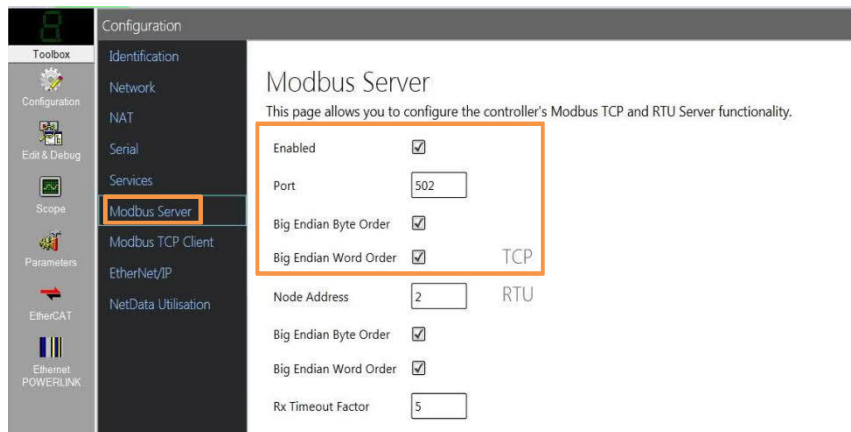 Configuration
Toolbox
Configuration
Edit & Debug
Scope
Parameters
EtherCAT
Ethernet
POWERLINK
Identification
Network
NAT
Serial
Services
Modbus Server
Modbus TCP Client
EtherNet/IP
NetData Utilisation
Modbus Server
This page allows you to configure the controller's Modbus TCP and RTU Server functionality.
Enabled
Port 502
Big Endian Byte Order
Big Endian Word Order TCP
Node Address 2 RTU
Big Endian Byte Order
Big Endian Word Order
Rx Timeout Factor 5